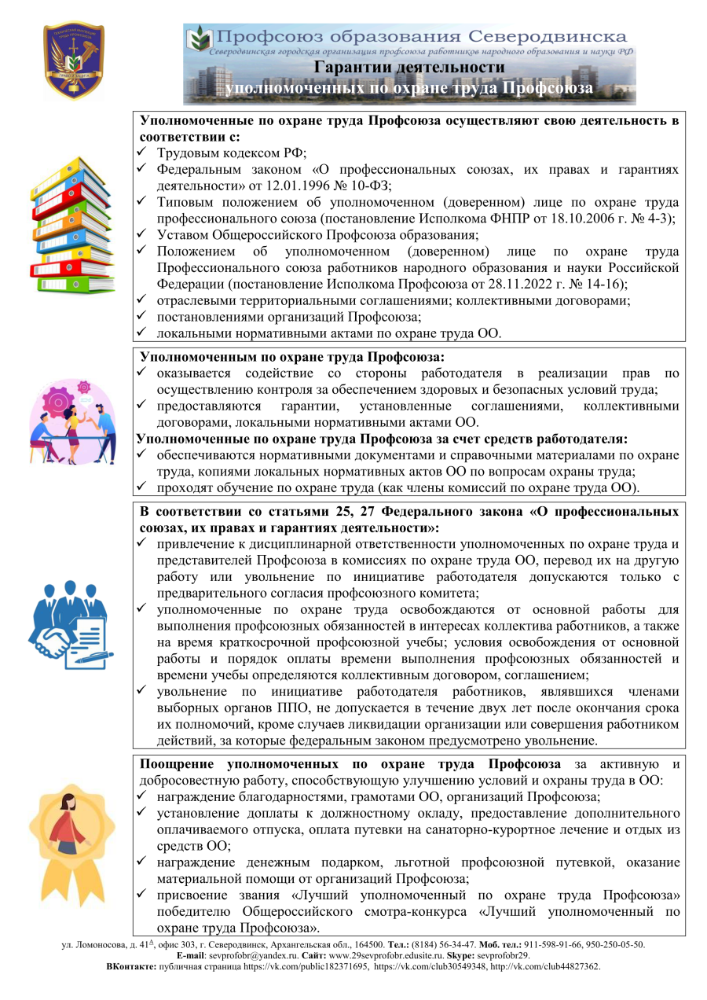 ТЕХНИЧЕСКАЯ ИНСПЕКЦИЯ
ТРУДА ПРОФСОЮЗА
ПРАВО И ЗАЩИТА
Профсоюз образования Северодвинска
Северодвинская городская организация профсоюза работников народного образования и науки РФ
Гарантии деятельности
уполномоченных по охране труда Профсоюза
Уполномоченные по охране труда Профсоюза осуществляют свою деятельность в
соответствии с:
✓ Трудовым кодексом РФ;
✓ Федеральным законом «О профессиональных союзах, их правах и гарантиях
деятельности» от 12.01.1996 № 10-ФЗ;
✓ Типовым положением об уполномоченном (доверенном) лице по охране труда
профессионального союза (постановление Исполкома ФНПР от 18.10.2006 г. № 4-3);
✓ Уставом Общероссийского Профсоюза образования;
✓ Положением об уполномоченном (доверенном) лице по охране труда
Профессионального союза работников народного образования и науки Российской
Федерации (постановление Исполкома Профсоюза от 28.11.2022 г. № 14-16);
✓ отраслевыми территориальными соглашениями; коллективными договорами;
✓ постановлениями организаций Профсоюза;
✓ локальными нормативными актами по охране труда ОО.
Уполномоченным по охране труда Профсоюза:
✓ оказывается содействие со стороны работодателя в реализации прав по
осуществлению контроля за обеспечением здоровых и безопасных условий труда;
✓ предоставляются гарантии, установленные соглашениями, коллективными
договорами, локальными нормативными актами ОО.
Уполномоченные по охране труда Профсоюза за счет средств работодателя:
✓ обеспечиваются нормативными документами и справочными материалами по охране
труда, копиями локальных нормативных актов ОО по вопросам охраны труда;
✓ проходят обучение по охране труда (как члены комиссий по охране труда ОО).
В соответствии со статьями 25, 27 Федерального закона «О профессиональных
союзах, их правах и гарантиях деятельности»:
✓ привлечение к дисциплинарной ответственности уполномоченных по охране труда и
представителей Профсоюза в комиссиях по охране труда ОО, перевод их на другую
работу или увольнение по инициативе работодателя допускаются только с
предварительного согласия профсоюзного комитета;
✓ уполномоченные по охране труда освобождаются от основной работы для
выполнения профсоюзных обязанностей в интересах коллектива работников, а также
на время краткосрочной профсоюзной учебы; условия освобождения от основной
работы и порядок оплаты времени выполнения профсоюзных обязанностей и
времени учебы определяются коллективным договором, соглашением;
✓ увольнение по инициативе работодателя работников, являвшихся членами
выборных органов ППО, не допускается в течение двух лет после окончания срока
их полномочий, кроме случаев ликвидации организации или совершения работником
действий, за которые федеральным законом предусмотрено увольнение.
Поощрение уполномоченных по охране труда Профсоюза за активную и
добросовестную работу, способствующую улучшению условий и охраны труда в ОО:
✓ награждение благодарностями, грамотами ОО, организаций Профсоюза;
✓ установление доплаты к должностному окладу, предоставление дополнительного
оплачиваемого отпуска, оплата путевки на санаторно-курортное лечение и отдых из
средств ОО;
✓ награждение денежным подарком, льготной профсоюзной путевкой, оказание
материальной помощи от организаций Профсоюза;
✓ присвоение звания «Лучший уполномоченный по охране труда Профсоюза»
победителю Общероссийского смотра-конкурса «Лучший уполномоченный по
охране труда Профсоюза».
ул. Ломоносова, д. 41А, офис 303, г. Северодвинск, Архангельская обл., 164500. Тел.: (8184) 56-34-47. Моб. тел.: 911-598-91-66, 950-250-05-50.
E-mail: sevprofobr@yandex.ru. Сайт: www.29sevprofobr.edusite.ru. Skype: sevprofobr29.
ВКонтакте: публичная страница https://vk.com/public182371695, https://vk.com/club30549348, http://vk.com/club44827362.